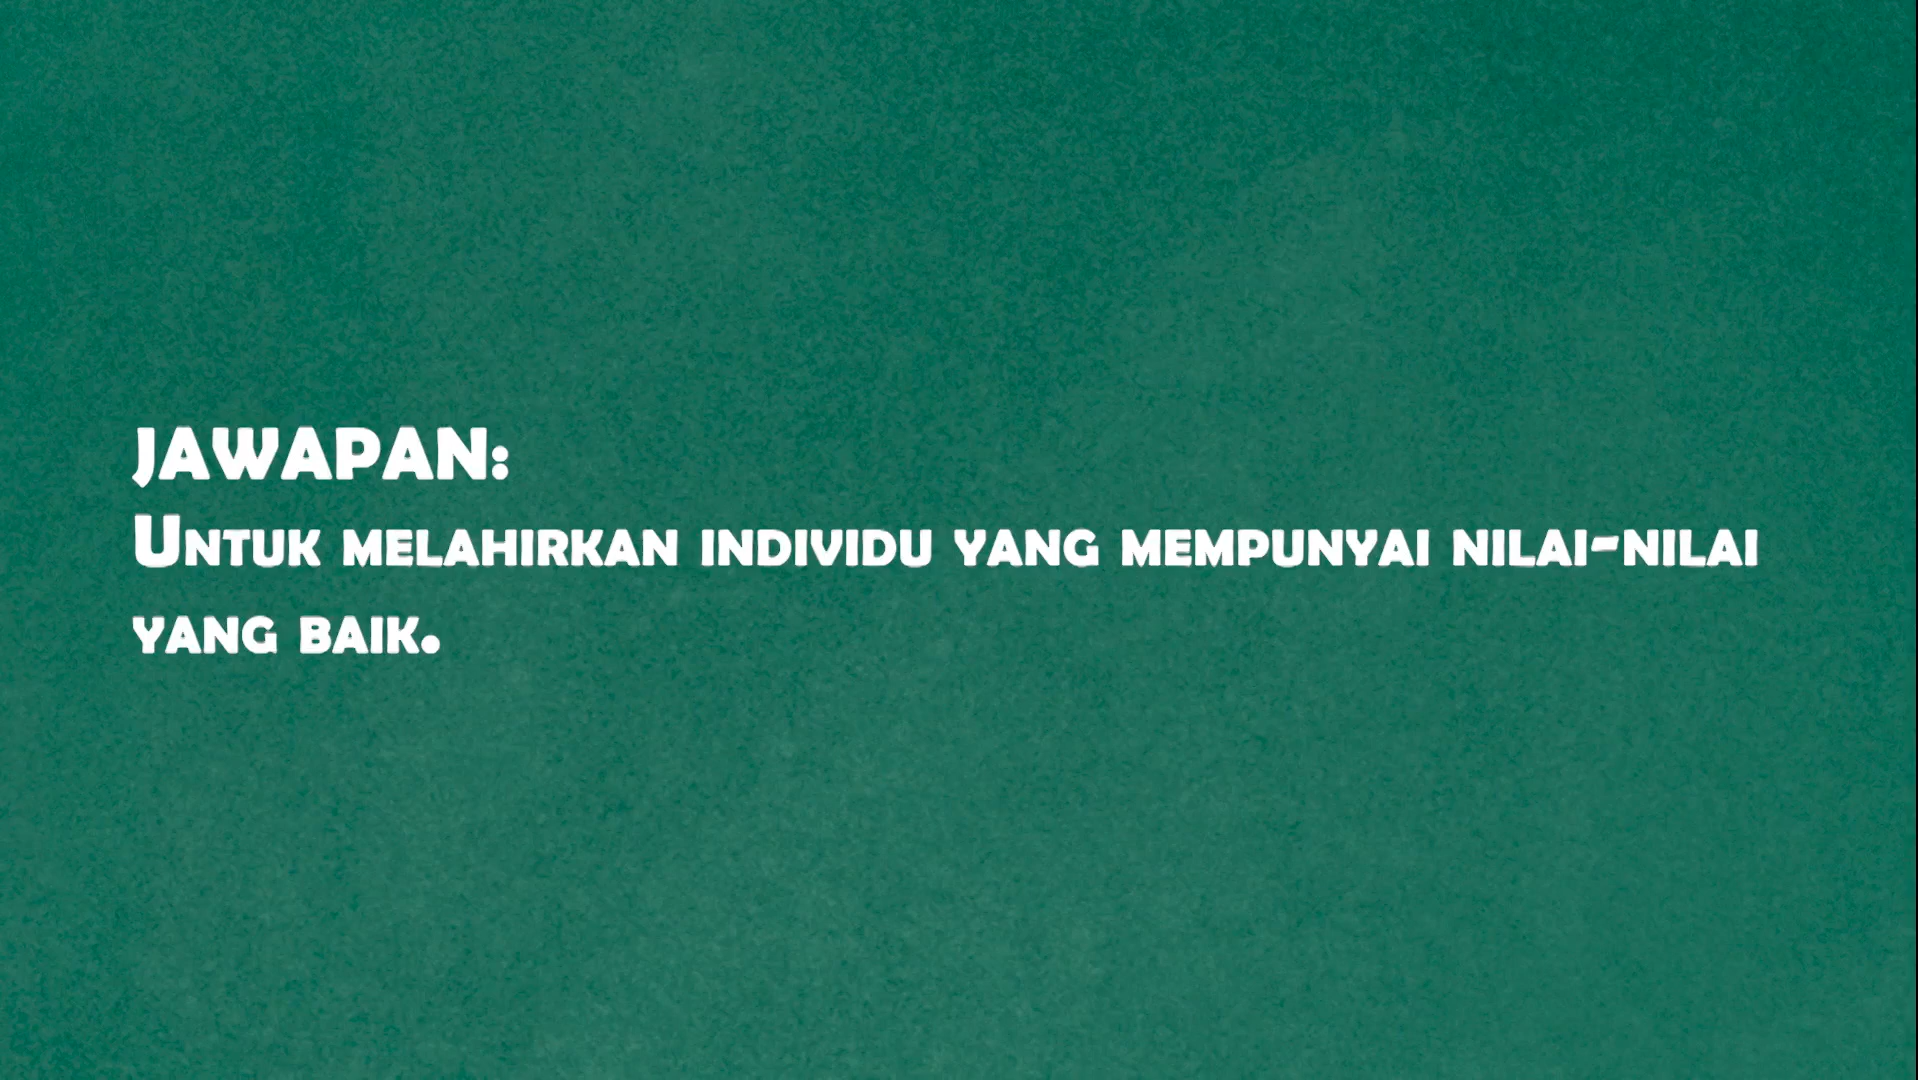 JAWAPAN:
UNTUK MELAHIRKAN INDIVIDU YANG MEMPUNYAI NILAI-NILAI
YANG BAIK.